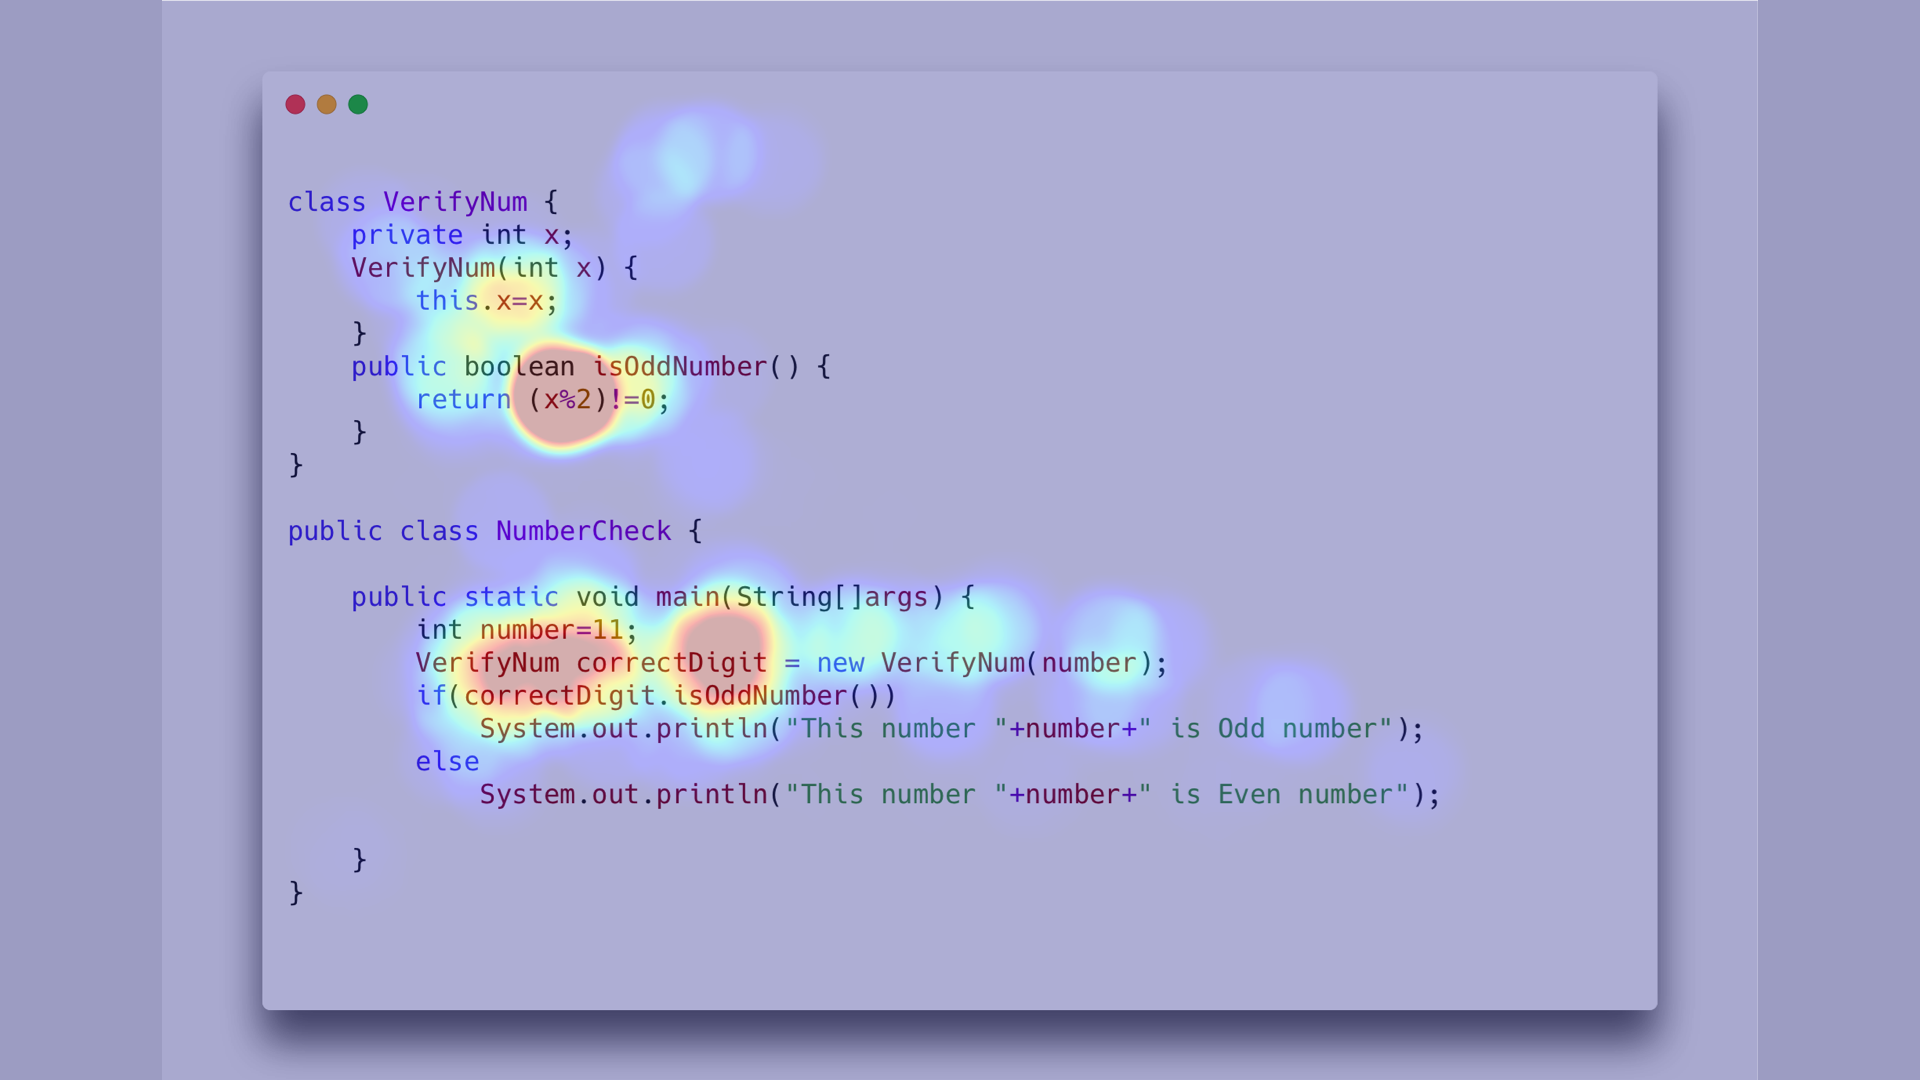 class VerifyNum {
    private int x;
    VerifyNum(int x) {
        this.x=x;
    }
    public boolean isOddNumber() {
        return (x%2)!=0;
    }
}
public class NumberCheck {
    public static void main(String[]args) {
        int number=11;
        VerifyNum correctDigit = new VerifyNum(number);
        if(correctDigit.isOddNumber())
            System.out.println("This number "+number+" is Odd number");
        else
            System.out.println("This number "+number+" is Even number");
    }
}